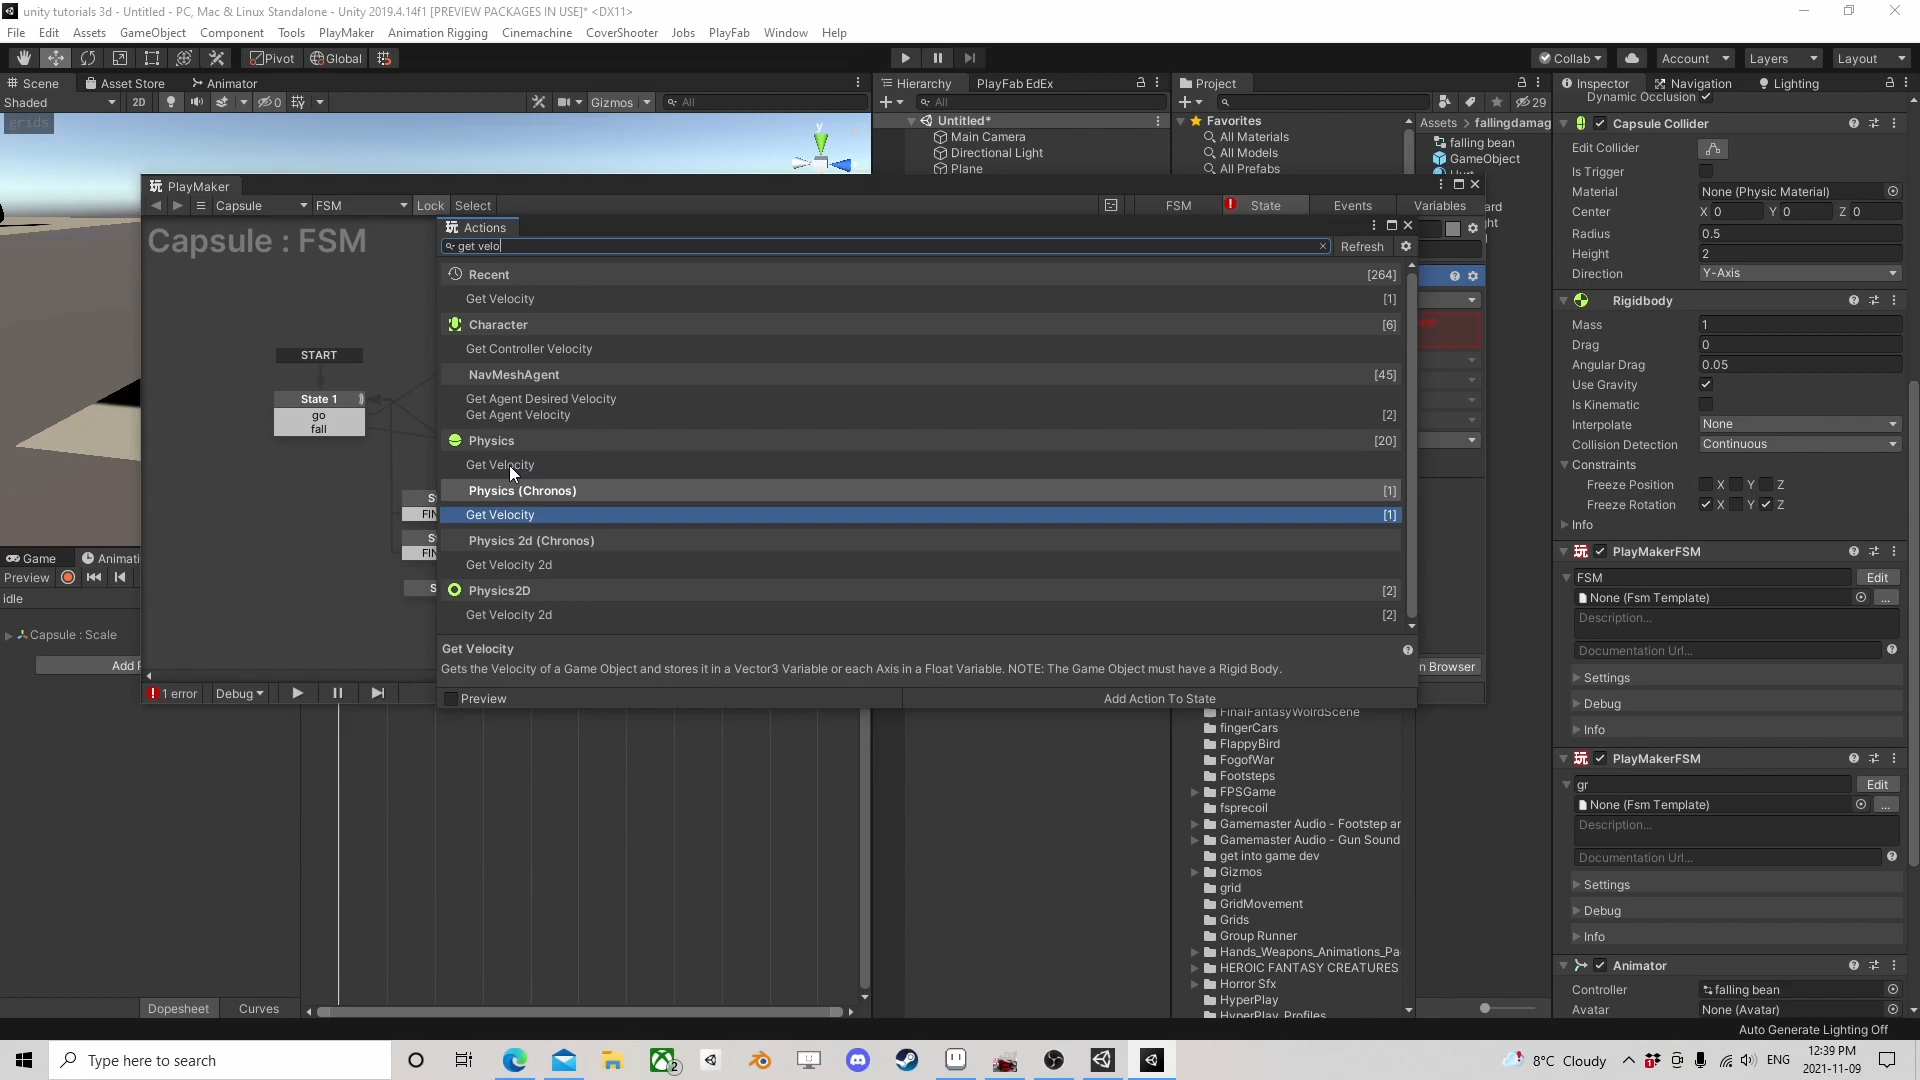 unity tutorials 3d - Untitled - PC, Mac & Linux Standalone - Unity 2019.4.14f1 [PREVIEW PACKAGES IN USE]* <DX11>
File Edit Assets GameObject Component Tools PlayMaker Animation Rigging Cinemachine CoverShooter Jobs PlayFab Window Help
Pivot Global Collab Account Layers Layout
Scene Asset Store Animator Hierarchy PlayFab EdEx Project Inspector Navigation Lighting
Shaded 2D 0 Gizmos All All 29 Dynamic Occlusion
grids
y
Untitled*
Main Camera
Directional Light
Plane
Favorites
All Materials
All Models
All Prefabs
Assets > fallingdamag
falling bean
GameObject
PlayMaker
Capsule FSM Lock Select FSM State Events Variables
Capsule : FSM
START
State 1
go
fall
S
FIN
S
FIN
S
1 error Debug
Actions
get velo Refresh
Recent [264]
Get Velocity [1]
Character [6]
Get Controller Velocity
NavMeshAgent [45]
Get Agent Desired Velocity
Get Agent Velocity [2]
Physics [20]
Get Velocity
Physics (Chronos) [1]
Get Velocity [1]
Physics 2d (Chronos)
Get Velocity 2d
Physics2D [2]
Get Velocity 2d [2]
Get Velocity
Gets the Velocity of a Game Object and stores it in a Vector3 Variable or each Axis in a Float Variable. NOTE: The Game Object must have a Rigid Body.
Preview Add Action To State
n Browser
Game Animati
Preview
idle
Capsule : Scale
Add
Dopesheet Curves
FinalFantasyWolrdScene
fingerCars
FlappyBird
FogofWar
Footsteps
FPSGame
fsprecoil
Gamemaster Audio - Footstep ar
Gamemaster Audio - Gun Sound
get into game dev
Gizmos
grid
GridMovement
Grids
Group Runner
Hands_Weapons_Animations_Pa
HEROIC FANTASY CREATURES
Horror Sfx
HyperPlay
HyperPlay_Profiles
Capsule Collider
Edit Collider
Is Trigger
Material None (Physic Material)
Center X 0 Y 0 Z 0
Radius 0.5
Height 2
Direction Y-Axis
Rigidbody
Mass 1
Drag 0
Angular Drag 0.05
Use Gravity
Is Kinematic
Interpolate None
Collision Detection Continuous
Constraints
Freeze Position X Y Z
Freeze Rotation X Y Z
Info
PlayMakerFSM
FSM Edit
None (Fsm Template) ...
Description...
Documentation Url...
Settings
Debug
Info
PlayMakerFSM
gr Edit
None (Fsm Template) ...
Description...
Documentation Url...
Settings
Debug
Info
Animator
Controller falling bean
Avatar None (Avatar)
Auto Generate Lighting Off
Type here to search 2 8°C Cloudy ENG 12:39 PM
2021-11-09